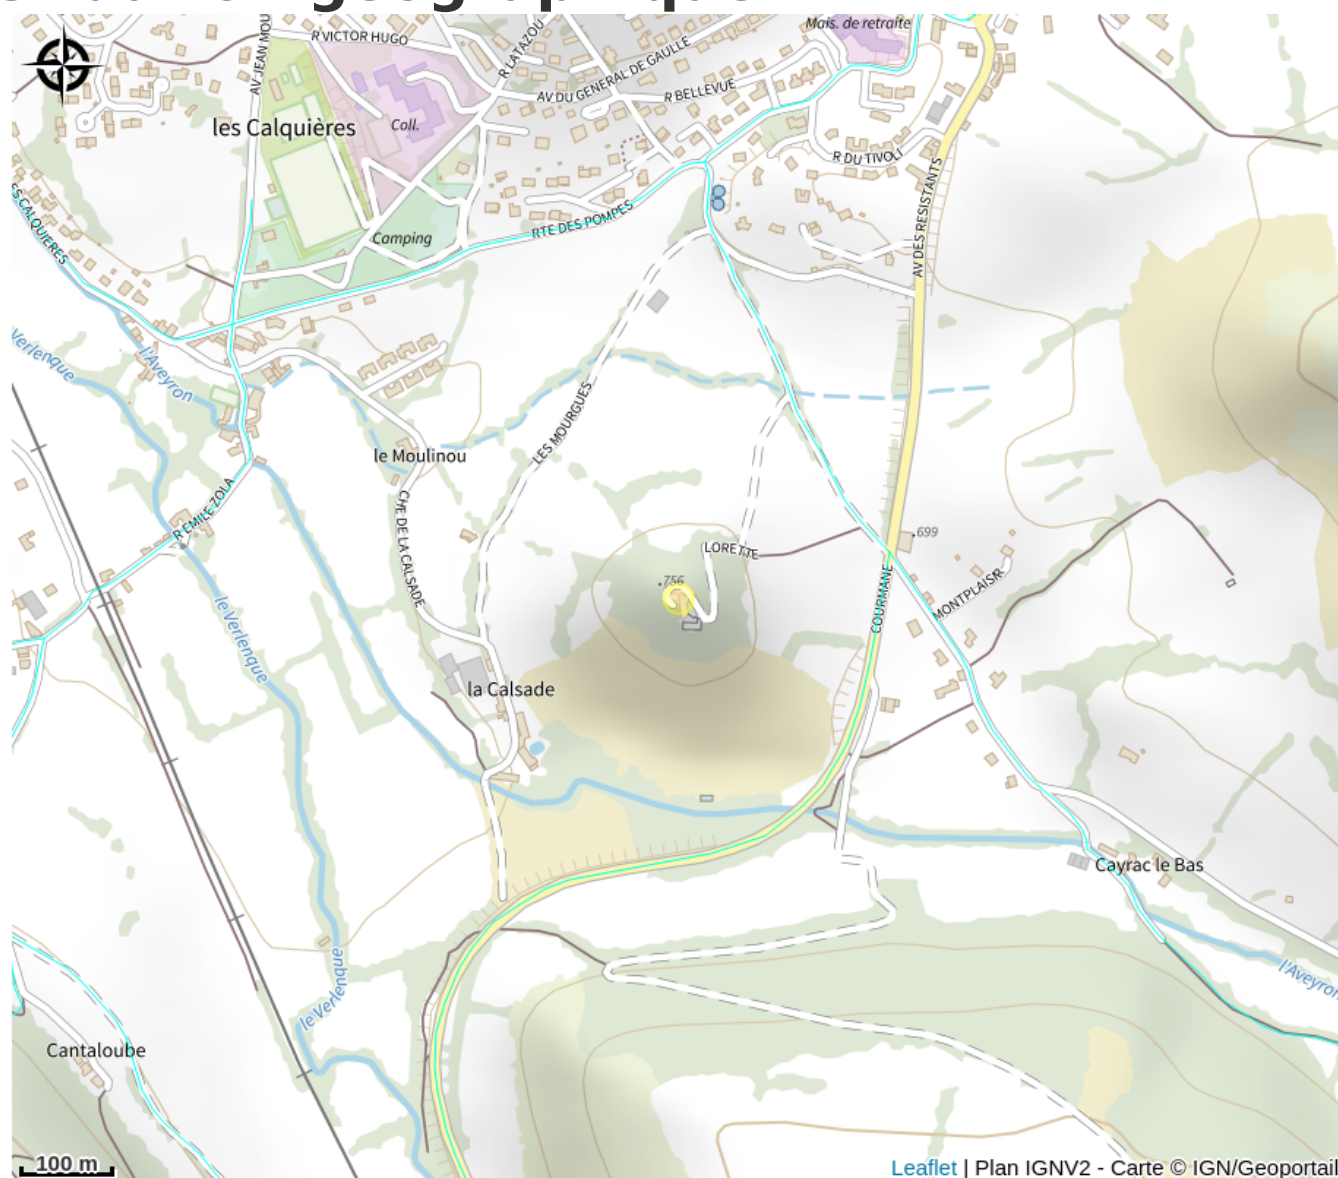 Mais. de retraite
R VICTOR HUGO
R LATAZOU
AV JEAN MOU
AV DU GENERAL DE GAULLE
R BELLEVUE
les Calquières
Coll.
R DU TIVOLI
AV DES RESISTANTS
ES CALQUIERES
Camping
RTE DES POMPES
Verlenque
l'Aveyron
LES MOURGUES
le Moulinou
R EMILE ZOLA
CHE DE LA CALSADE
699
LORETTE
756
MONTPLAISIR
COURMANE
le Verlenque
la Calsade
Cayrac le Bas
le Verlenque
l'Aveyron
Cantaloube
100 m
Leaflet | Plan IGNV2 - Carte © IGN/Geoportail